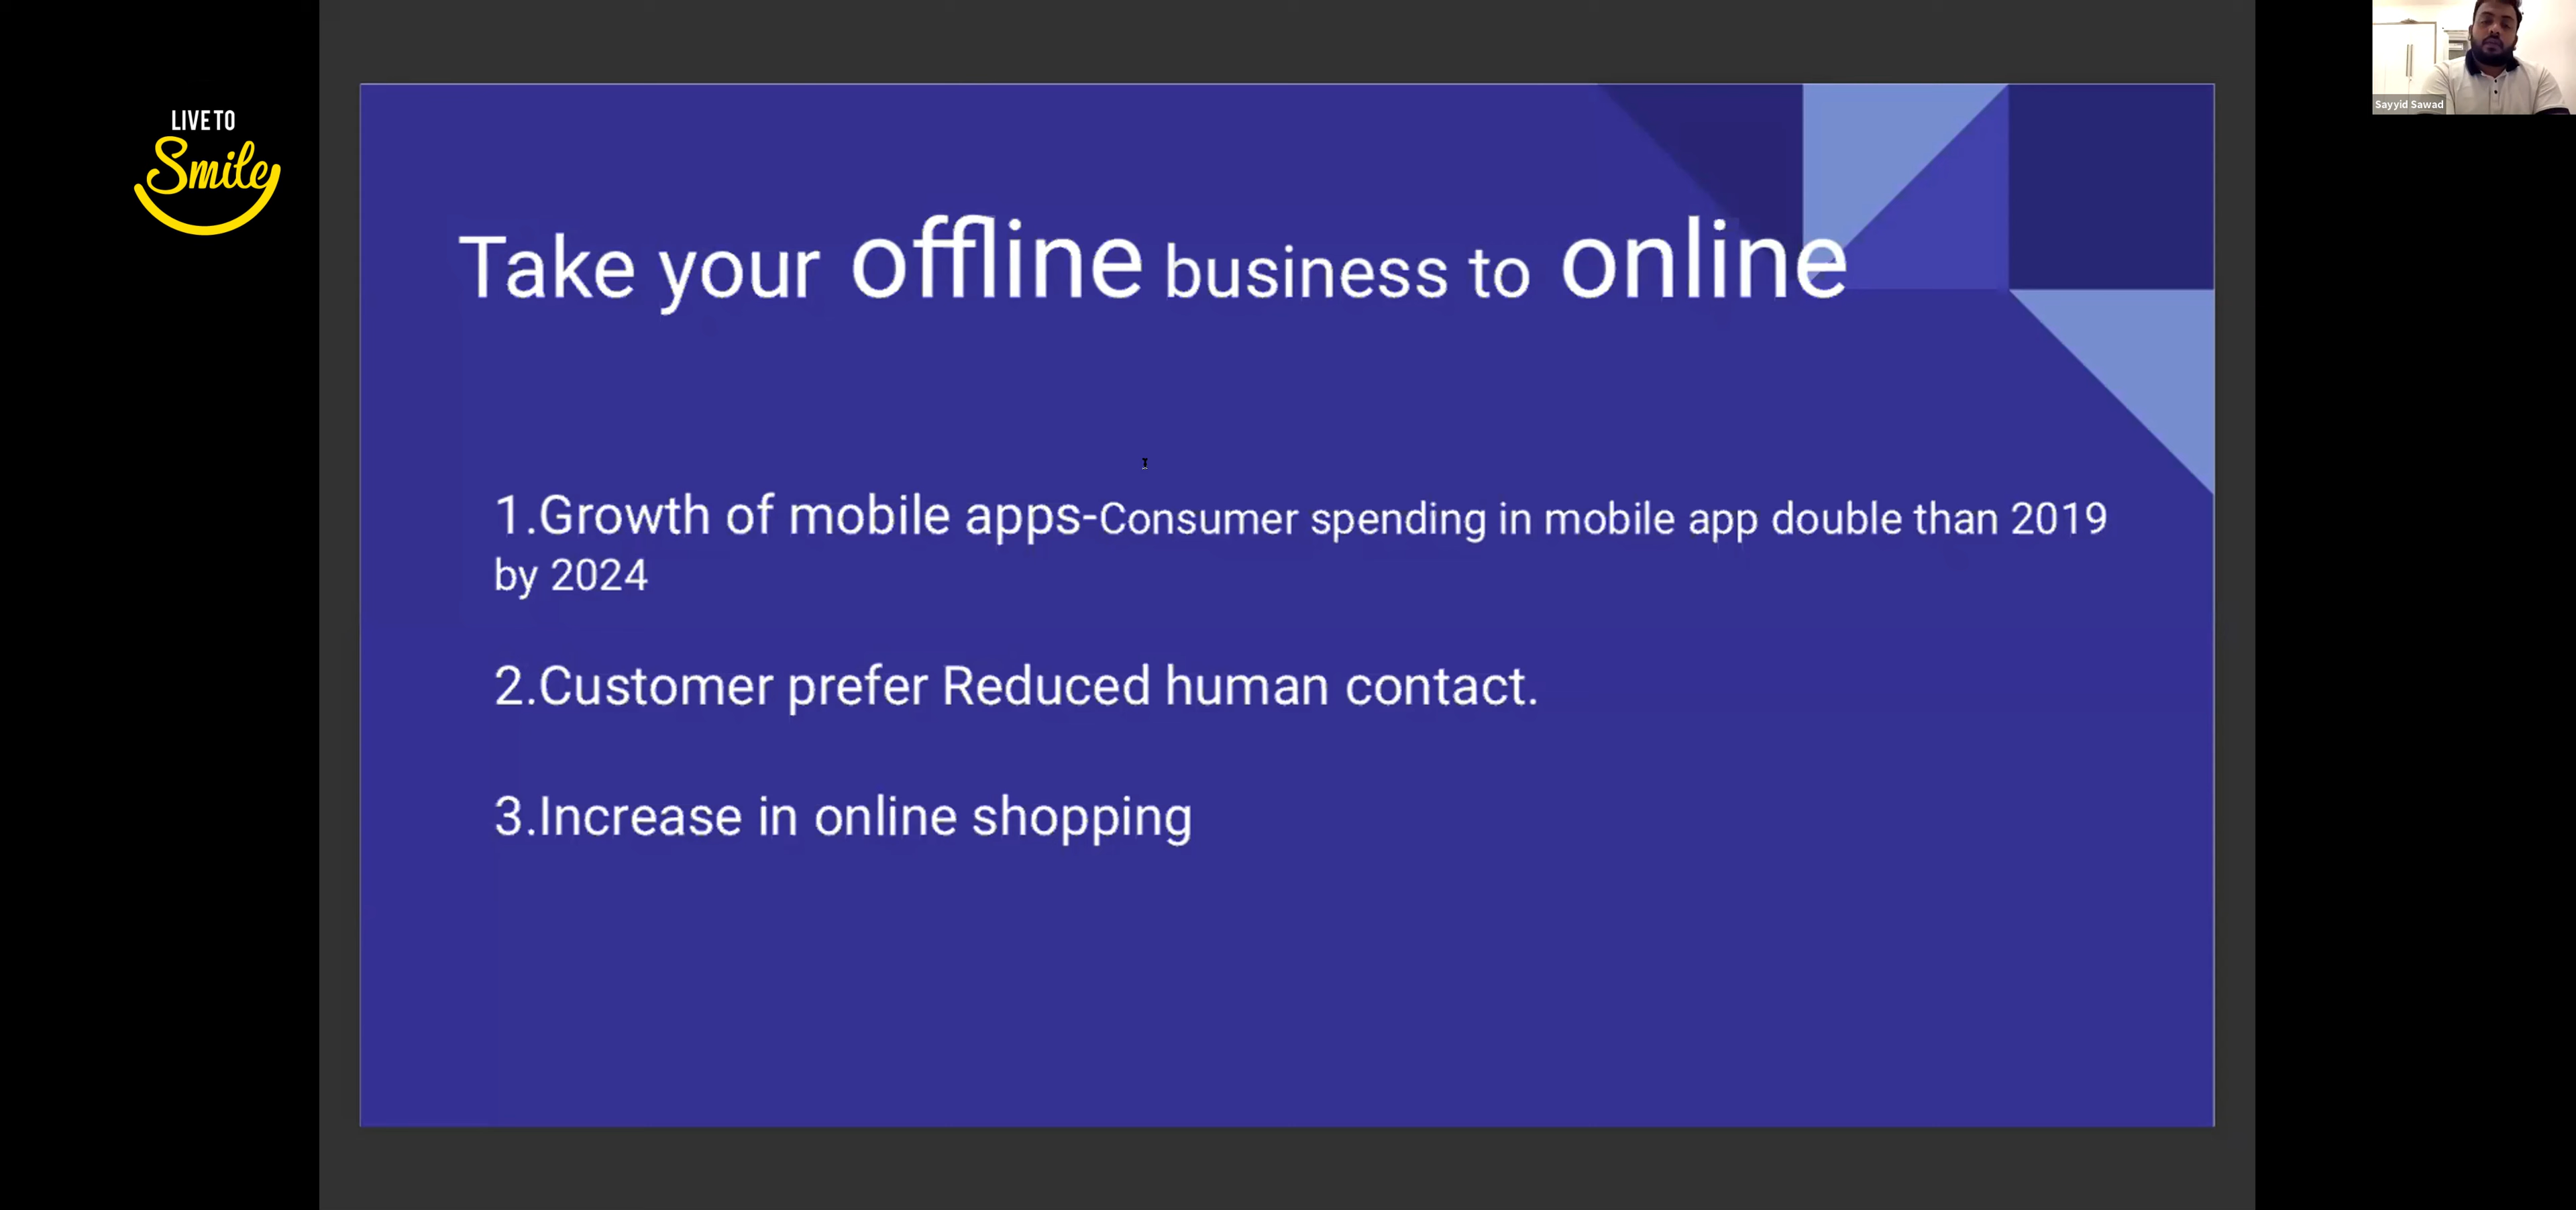 LIVE TO
Smile
Sayyid Sawad
Take your offline business to online
1.Growth of mobile apps-Consumer spending in mobile app double than 2019
by 2024
2.Customer prefer Reduced human contact.
3.Increase in online shopping